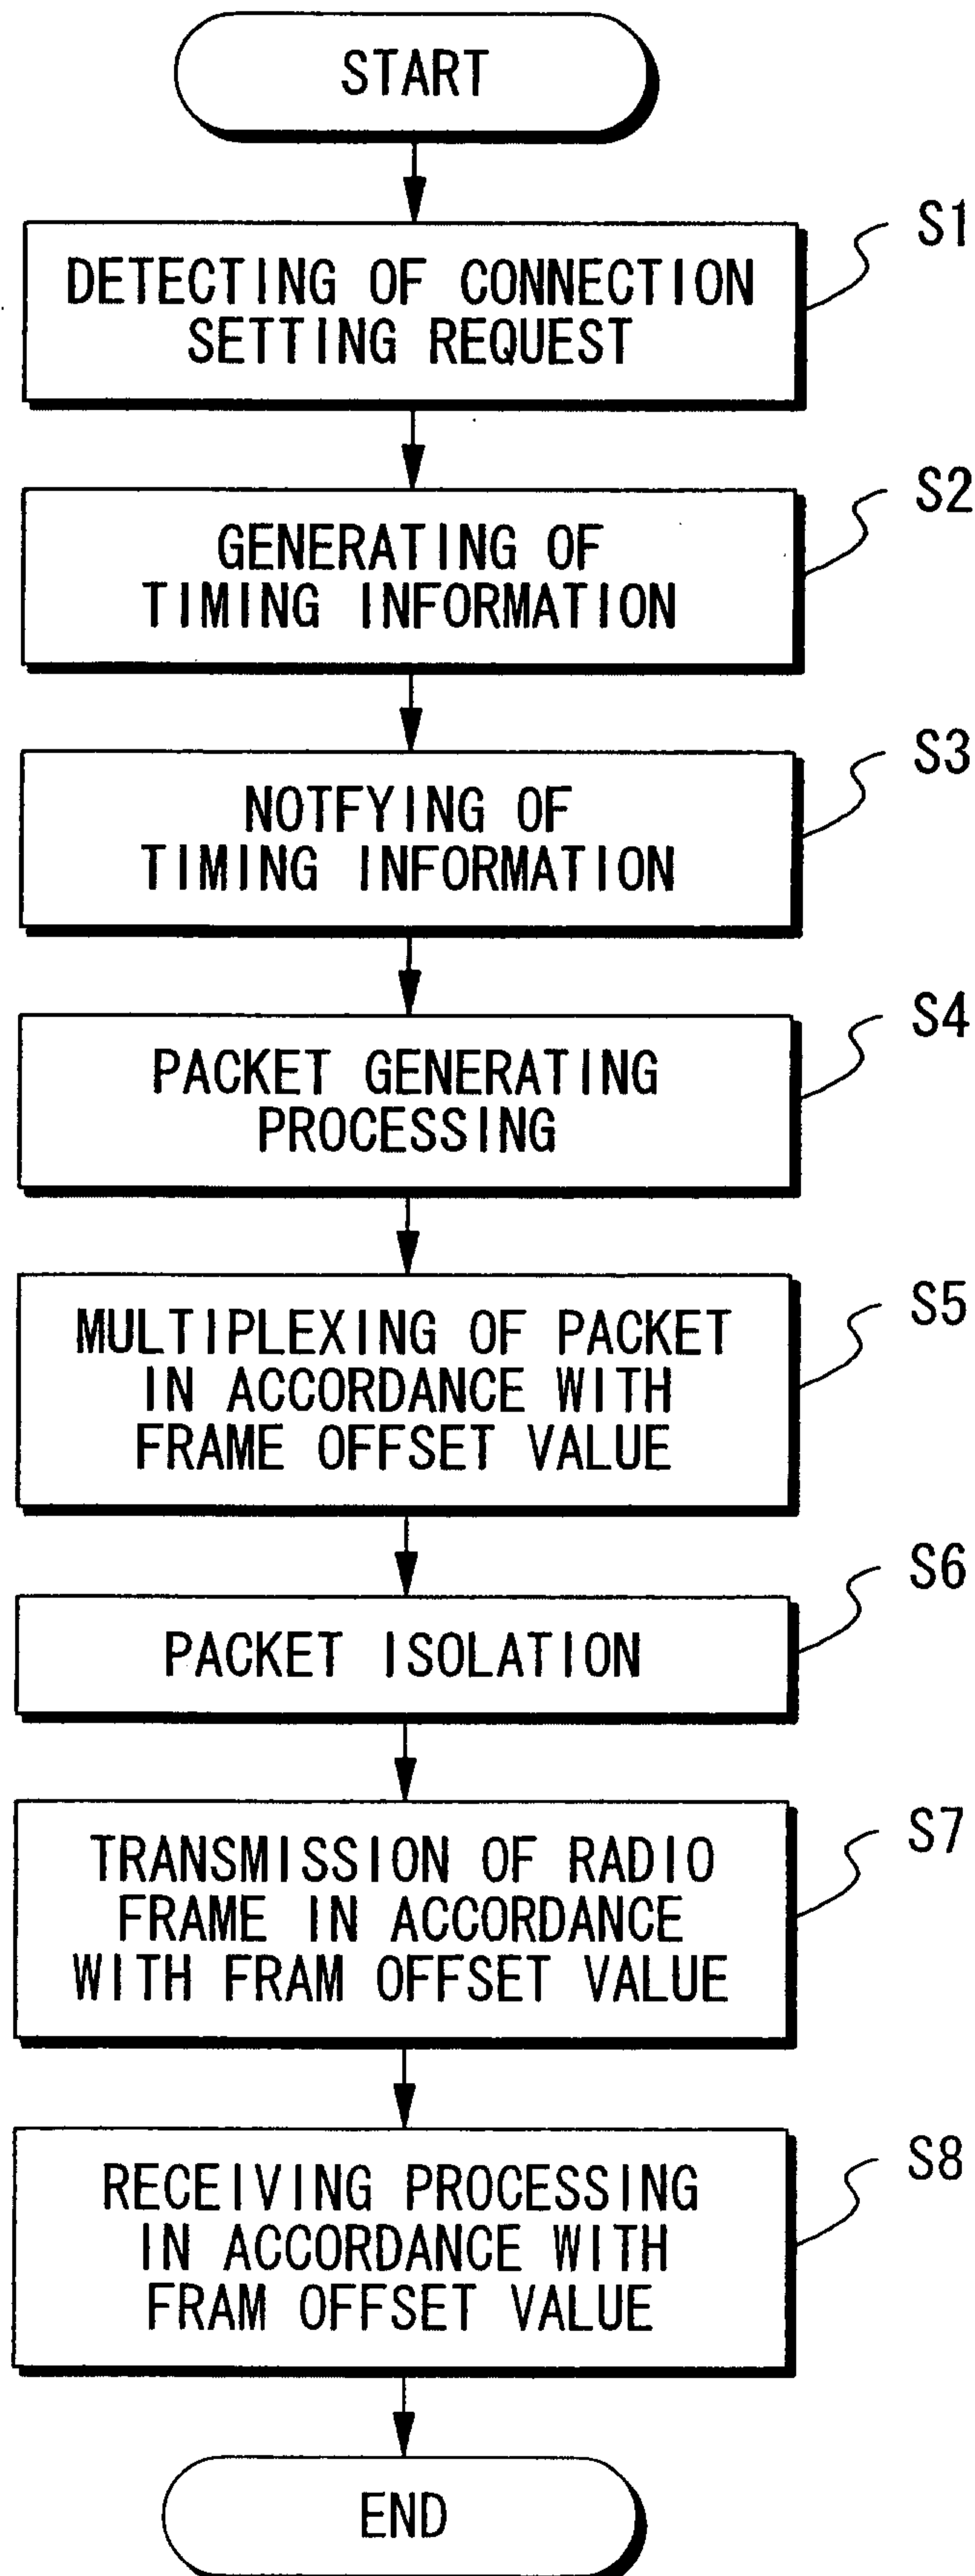 START
S1
DETECTING OF CONNECTION
SETTING REQUEST
S2
GENERATING OF
TIMING INFORMATION
S3
NOTFYING OF
TIMING INFORMATION
S4
PACKET GENERATING
PROCESSING
S5
MULTIPLEXING OF PACKET
IN ACCORDANCE WITH
FRAME OFFSET VALUE
S6
PACKET ISOLATION
S7
TRANSMISSION OF RADIO
FRAME IN ACCORDANCE
WITH FRAM OFFSET VALUE
S8
RECEIVING PROCESSING
IN ACCORDANCE WITH
FRAM OFFSET VALUE
END